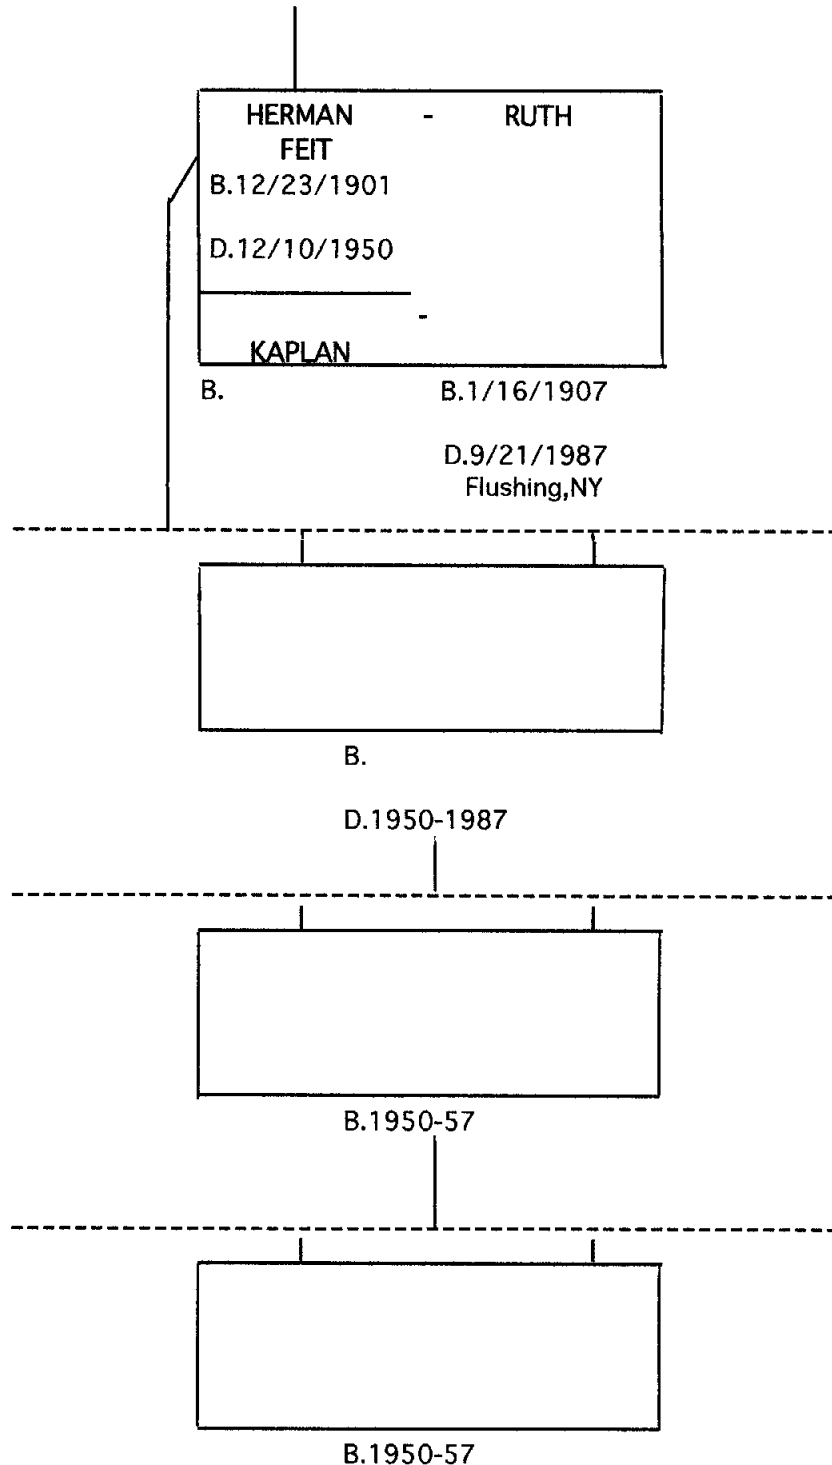 HERMAN - RUTH
FEIT
B.12/23/1901
D.12/10/1950
-
KAPLAN
B. B.1/16/1907
D.9/21/1987
Flushing,NY
B.
D.1950-1987
B.1950-57
B.1950-57